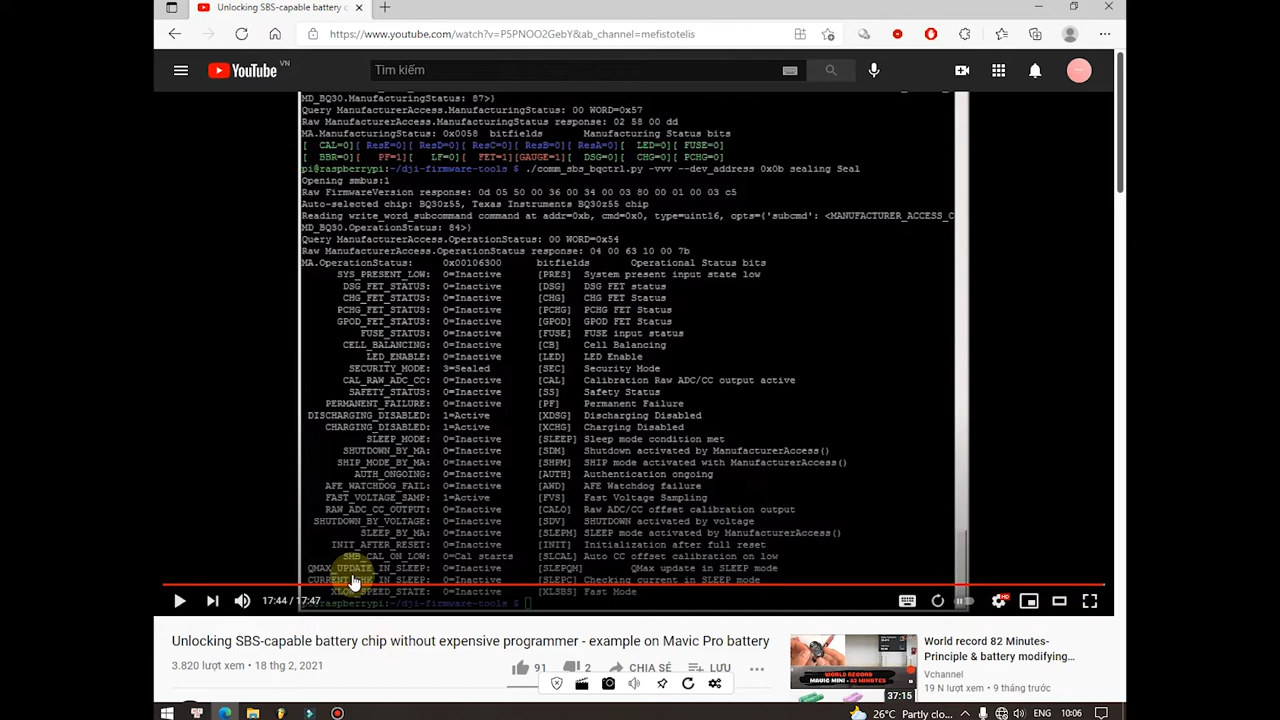 Unlocking SBS-capable battery c
https://www.youtube.com/watch?v=P5PNOO2GebY&ab_channel=mefistotelis
YouTube VN
Tìm kiếm
MD_BQ30.ManufacturingStatus: 87>}
Query ManufacturerAccess.ManufacturingStatus: 00 WORD=0x57
Raw ManufacturerAccess.ManufacturingStatus response: 02 58 00 dd
MA.ManufacturingStatus: 0x0058 bitfields Manufacturing Status bits
[ CAL=0][ ResE=0][ ResD=0][ ResC=0][ ResB=0][ ResA=0][ LED=0][ FUSE=0]
[ BBR=0][ PF=1][ LF=0][ FET=1][GAUGE=1][ DSG=0][ CHG=0][PCHG=0]
pi@raspberrypi:~/dji-firmware-tools $ ./comm_sbs_bqctrl.py -vvv --dev_address 0x0b sealing Seal
Opening smbus:1
Raw FirmwareVersion response: 0d 05 50 00 36 00 34 00 03 80 00 01 00 03 c5
Auto-selected chip: BQ30z55, Texas Instruments BQ30z55 chip
Reading write_word_subcommand command at addr=0xb, cmd=0x0, type=uint16, opts={'subcmd': <MANUFACTURER_ACCESS_C
MD_BQ30.OperationStatus: 84>}
Query ManufacturerAccess.OperationStatus: 00 WORD=0x54
Raw ManufacturerAccess.OperationStatus response: 04 00 63 10 00 7b
MA.OperationStatus: 0x00106300 bitfields Operational Status bits
SYS_PRESENT_LOW: 0=Inactive [PRES] System present input state low
DSG_FET_STATUS: 0=Inactive [DSG] DSG FET status
CHG_FET_STATUS: 0=Inactive [CHG] CHG FET Status
PCHG_FET_STATUS: 0=Inactive [PCHG] PCHG FET Status
GPOD_FET_STATUS: 0=Inactive [GPOD] GPOD FET Status
FUSE_STATUS: 0=Inactive [FUSE] FUSE input status
CELL_BALANCING: 0=Inactive [CB] Cell Balancing
LED_ENABLE: 0=Inactive [LED] LED Enable
SECURITY_MODE: 3=Sealed [SEC] Security Mode
CAL_RAW_ADC_CC: 0=Inactive [CAL] Calibration Raw ADC/CC output active
SAFETY_STATUS: 0=Inactive [SS] Safety Status
PERMANENT_FAILURE: 0=Inactive [PF] Permanent Failure
DISCHARGING_DISABLED: 1=Active [XDSG] Discharging Disabled
CHARGING_DISABLED: 1=Active [XCHG] Charging Disabled
SLEEP_MODE: 0=Inactive [SLEEP] Sleep mode condition met
SHUTDOWN_BY_MA: 0=Inactive [SDM] Shutdown activated by ManufacturerAccess()
SHIP_MODE_BY_MA: 0=Inactive [SHPM] SHIP mode activated with ManufacturerAccess()
AUTH_ONGOING: 0=Inactive [AUTH] Authentication ongoing
AFE_WATCHDOG_FAIL: 0=Inactive [AWD] AFE Watchdog failure
FAST_VOLTAGE_SAMP: 1=Active [FVS] Fast Voltage Sampling
RAW_ADC_CC_OUTPUT: 0=Inactive [CALO] Raw ADC/CC offset calibration output
SHUTDOWN_BY_VOLTAGE: 0=Inactive [SDV] SHUTDOWN activated by voltage
SLEEP_BY_MA: 0=Inactive [SLEPM] SLEEP mode activated by ManufacturerAccess()
INIT_AFTER_RESET: 0=Inactive [INIT] Initialization after full reset
SMB_CAL_ON_LOW: 0=Cal starts [SLCAL] Auto CC offset calibration on low
QMAX_UPDATE_IN_SLEEP: 0=Inactive [SLEPQM] QMax update in SLEEP mode
CURRENT_CHK_IN_SLEEP: 0=Inactive [SLEPC] Checking current in SLEEP mode
XLOW_SPEED_STATE: 0=Inactive [XLSBS] Fast Mode
pi@raspberrypi:~/dji-firmware-tools $
17:44 / 17:47
HD
Unlocking SBS-capable battery chip without expensive programmer - example on Mavic Pro battery
3.820 lượt xem • 18 thg 2, 2021
91 2 CHIA SẺ LƯU
WORLD RECORD
MAVIC MINI - 82 MINUTES
37:15
World record 82 Minutes-
Principle & battery modifying...
Vchannel
19 N lượt xem • 9 tháng trước
26°C Partly clo... ENG 10:06